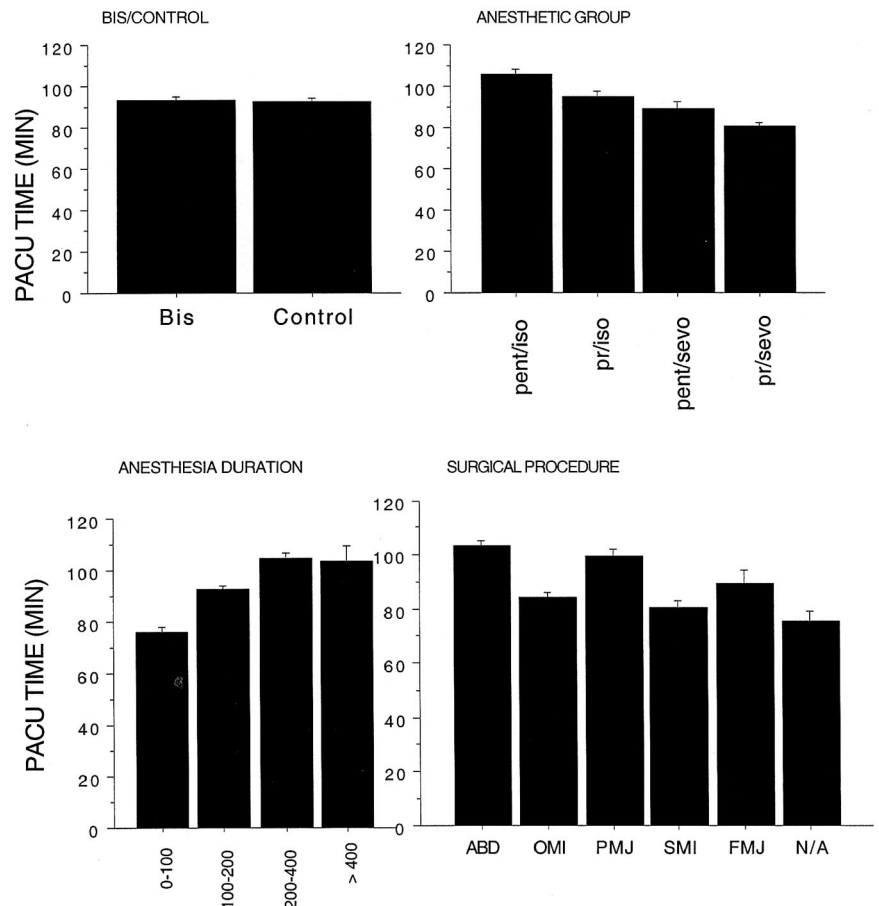 BIS/CONTROL
PACU TIME (MIN)
120
100
80
60
40
20
0
Bis Control
ANESTHETIC GROUP
120
100
80
60
40
20
0
pent/iso pr/iso pent/sevo pr/sevo
ANESTHESIA DURATION
PACU TIME (MIN)
120
100
80
60
40
20
0
0-100 100-200 200-400 > 400
SURGICAL PROCEDURE
120
100
80
60
40
20
0
ABD OMI PMJ SMI FMJ N/A